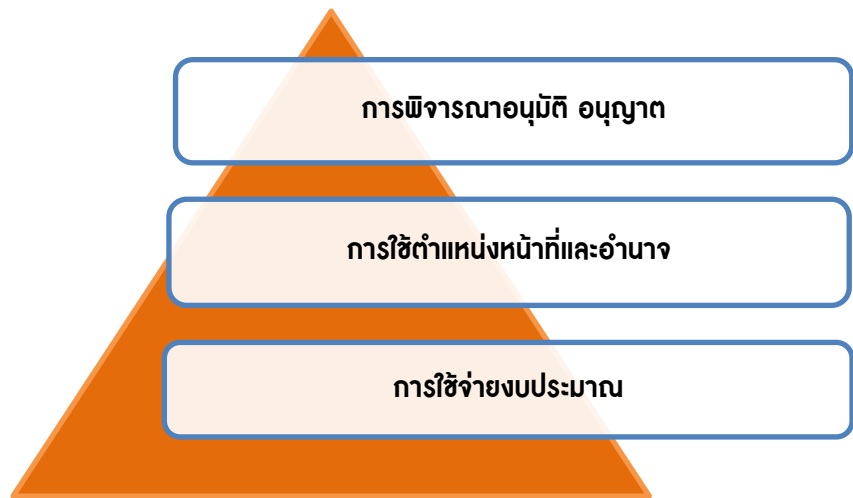 การพิจารณาอนุมัติ อนุญาต
การใช้ตำแหน่งหน้าที่และอำนาจ
การใช้จ่ายงบประมาณ